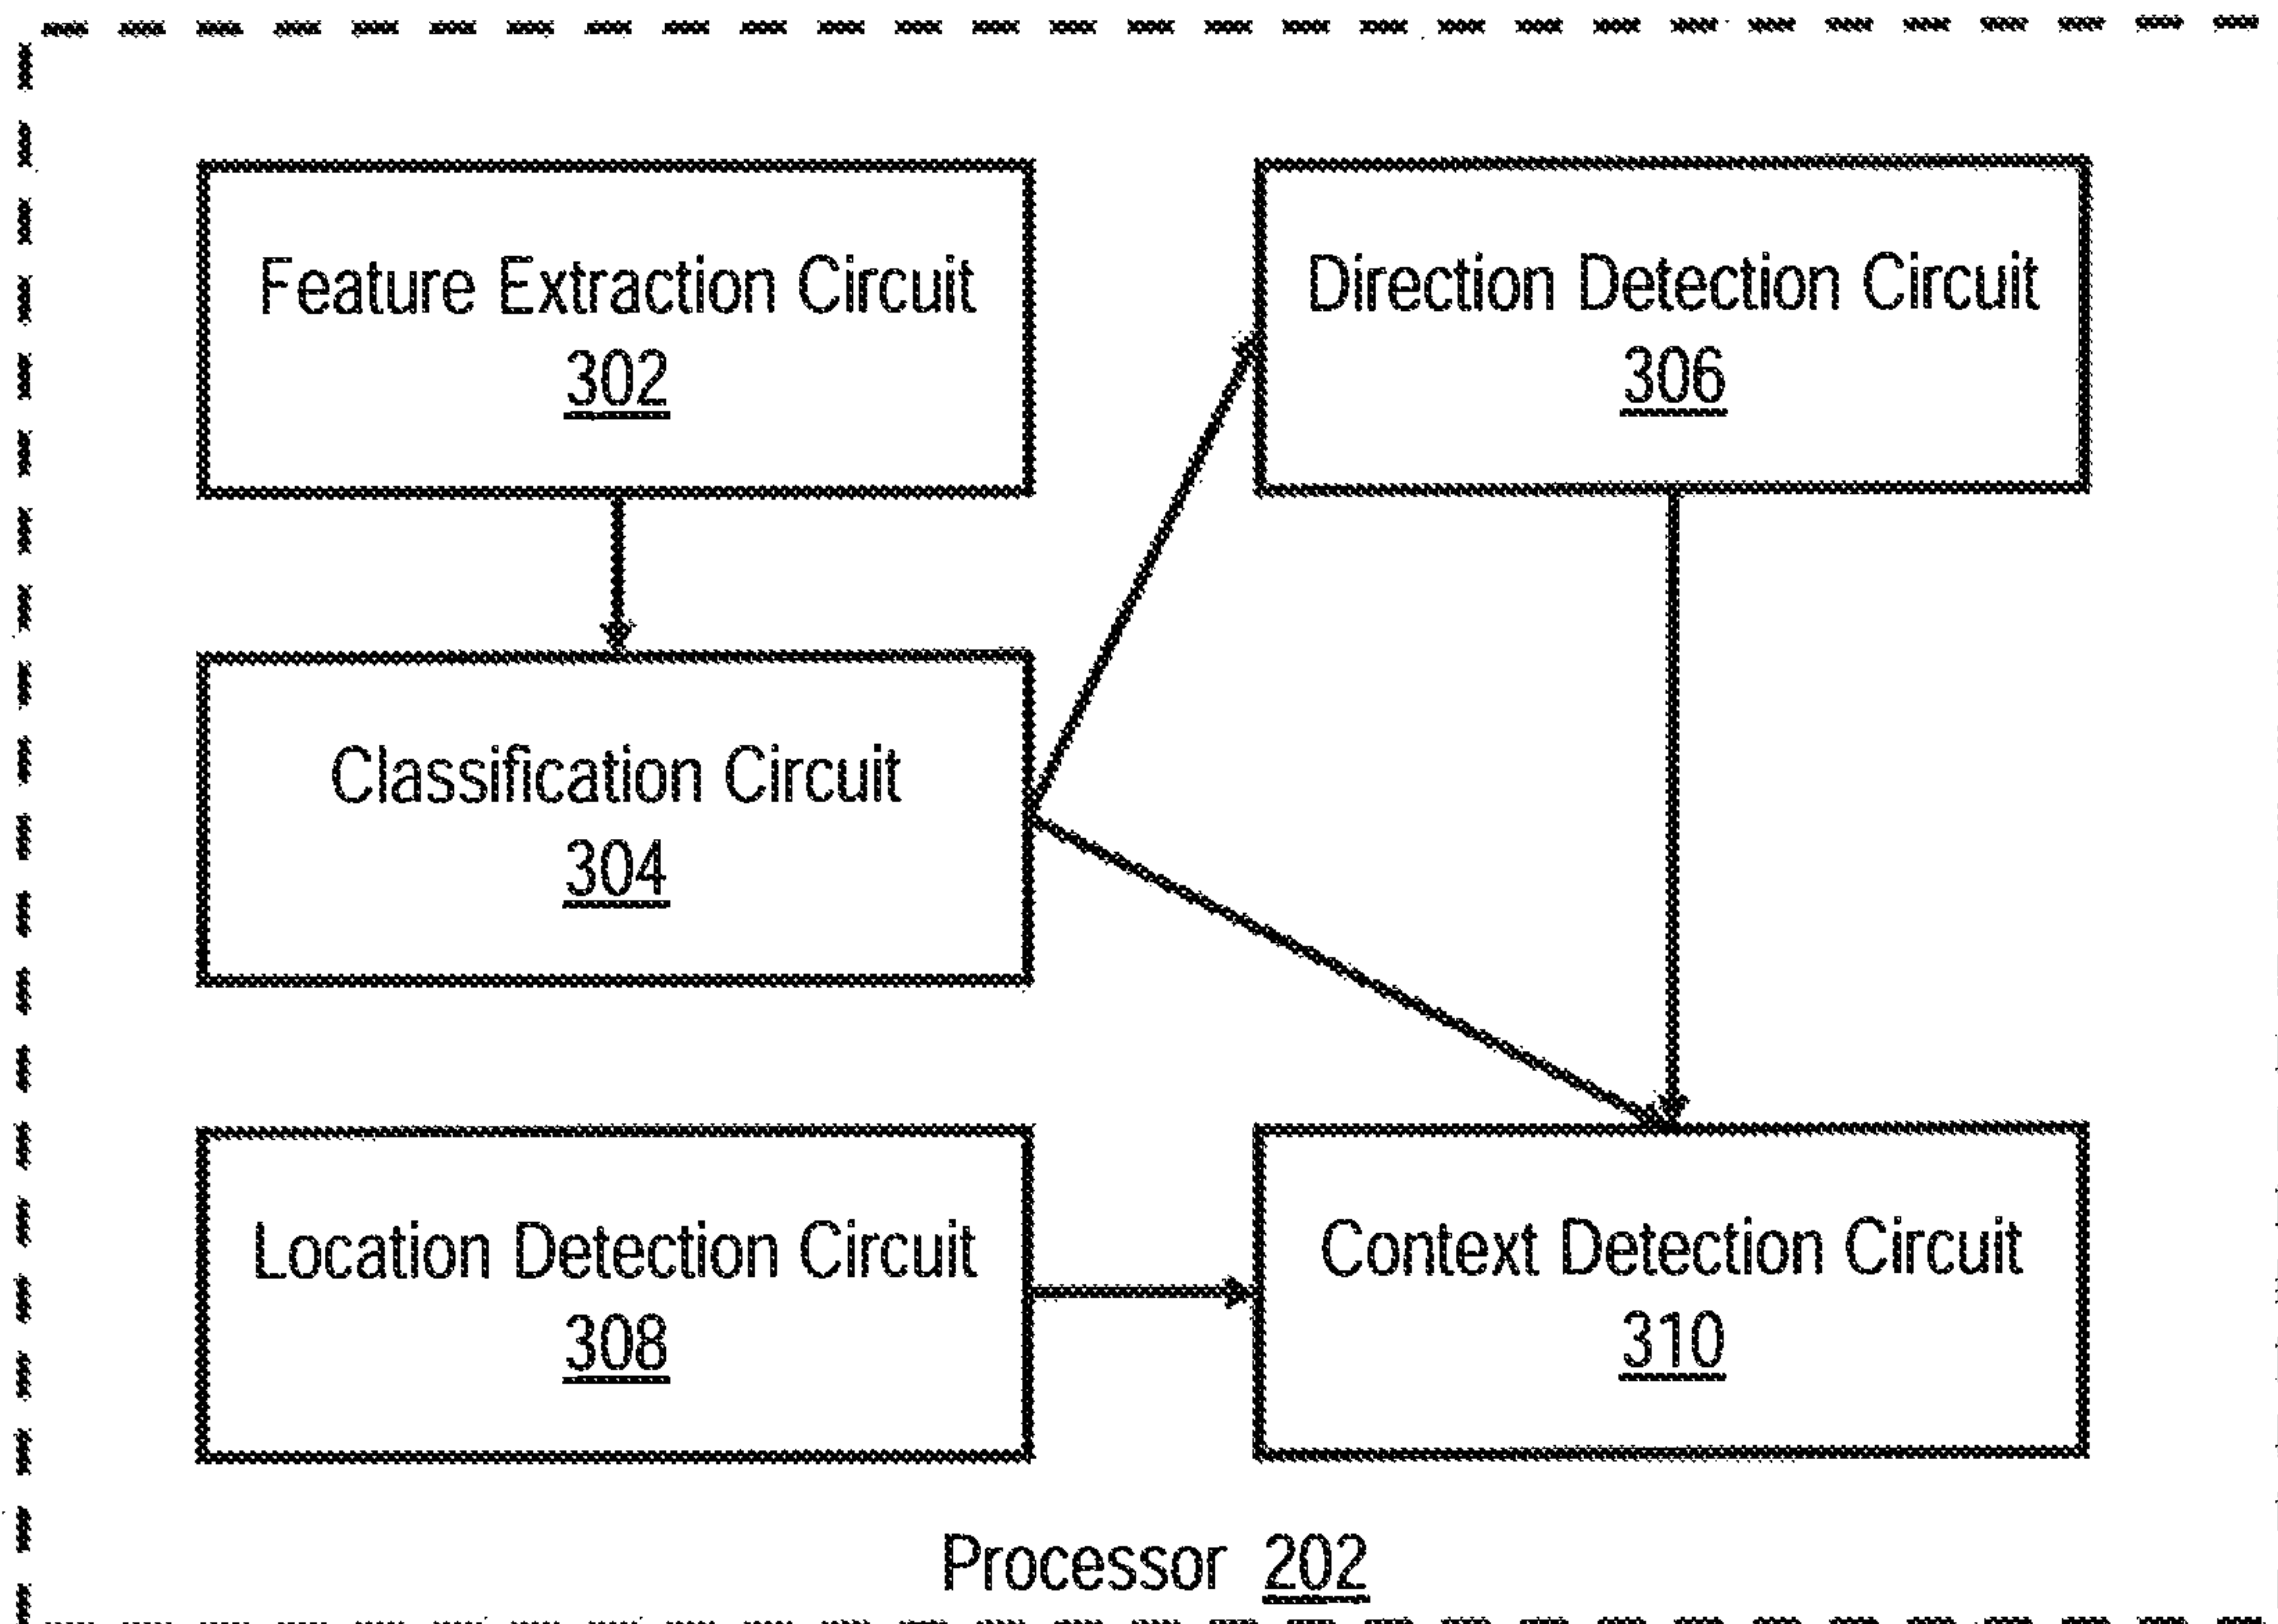 Feature Extraction Circuit
302
Direction Detection Circuit
306
Classification Circuit
304
Location Detection Circuit
308
Context Detection Circuit
310
Processor 202